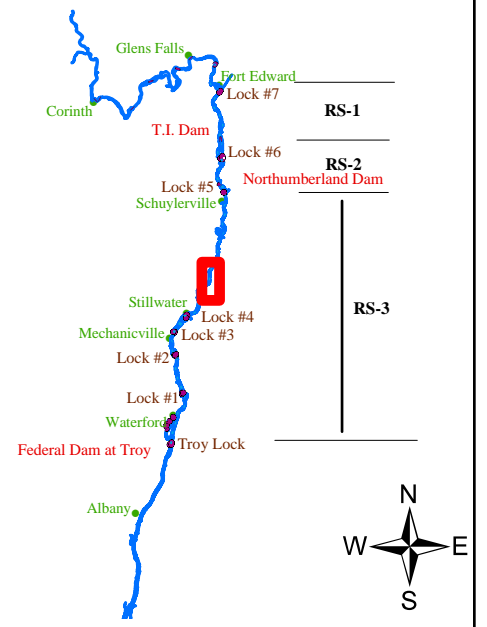 Glens Falls
Fort Edward
Lock #7
Corinth
RS-1
T.I. Dam
Lock #6
RS-2
Northumberland Dam
Lock #5
Schuylerville
Stillwater
RS-3
Lock #4
Mechanicville
Lock #3
Lock #2
Lock #1
Waterford
Federal Dam at Troy
Troy Lock
Albany
N
W
E
S